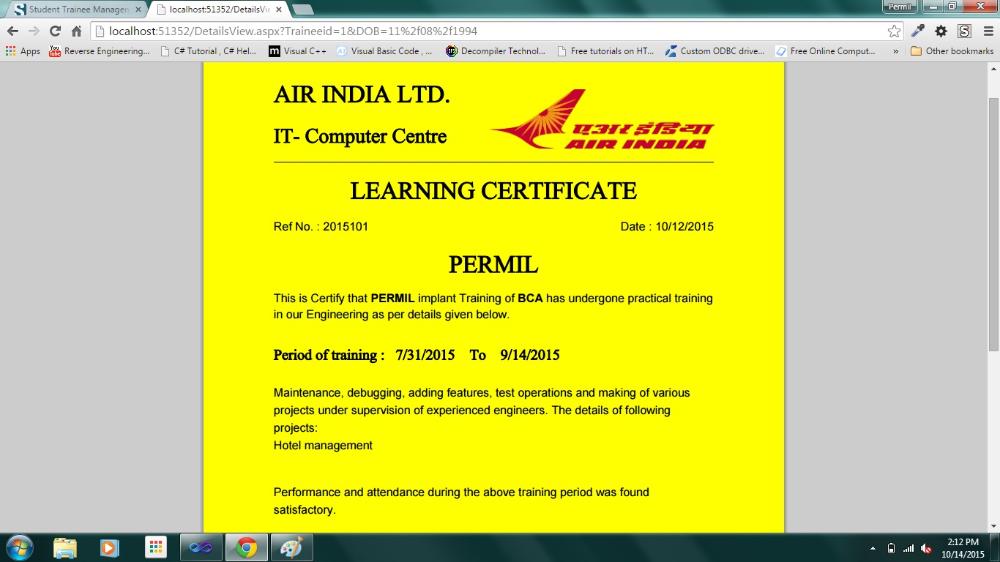 Student Trainee Managem
localhost:51352/DetailsVie
Permil
localhost:51352/DetailsView.aspx?Traineeid=1&DOB=11%2f08%2f1994
Apps
You Tube
Reverse Engineering...
C# Tutorial , C# Hel...
m
Visual C++
Visual Basic Code , ...
SFS
Decompiler Technol...
Free tutorials on HT...
Custom ODBC drive...
Free Online Comput...
»
Other bookmarks
AIR INDIA LTD.
IT- Computer Centre
एअर इंडिया
AIR INDIA
LEARNING CERTIFICATE
Ref No. : 2015101 Date : 10/12/2015
PERMIL
This is Certify that PERMIL implant Training of BCA has undergone practical training
in our Engineering as per details given below.
Period of training : 7/31/2015 To 9/14/2015
Maintenance, debugging, adding features, test operations and making of various
projects under supervision of experienced engineers. The details of following
projects:
Hotel management
Performance and attendance during the above training period was found
satisfactory.
2:12 PM
10/14/2015